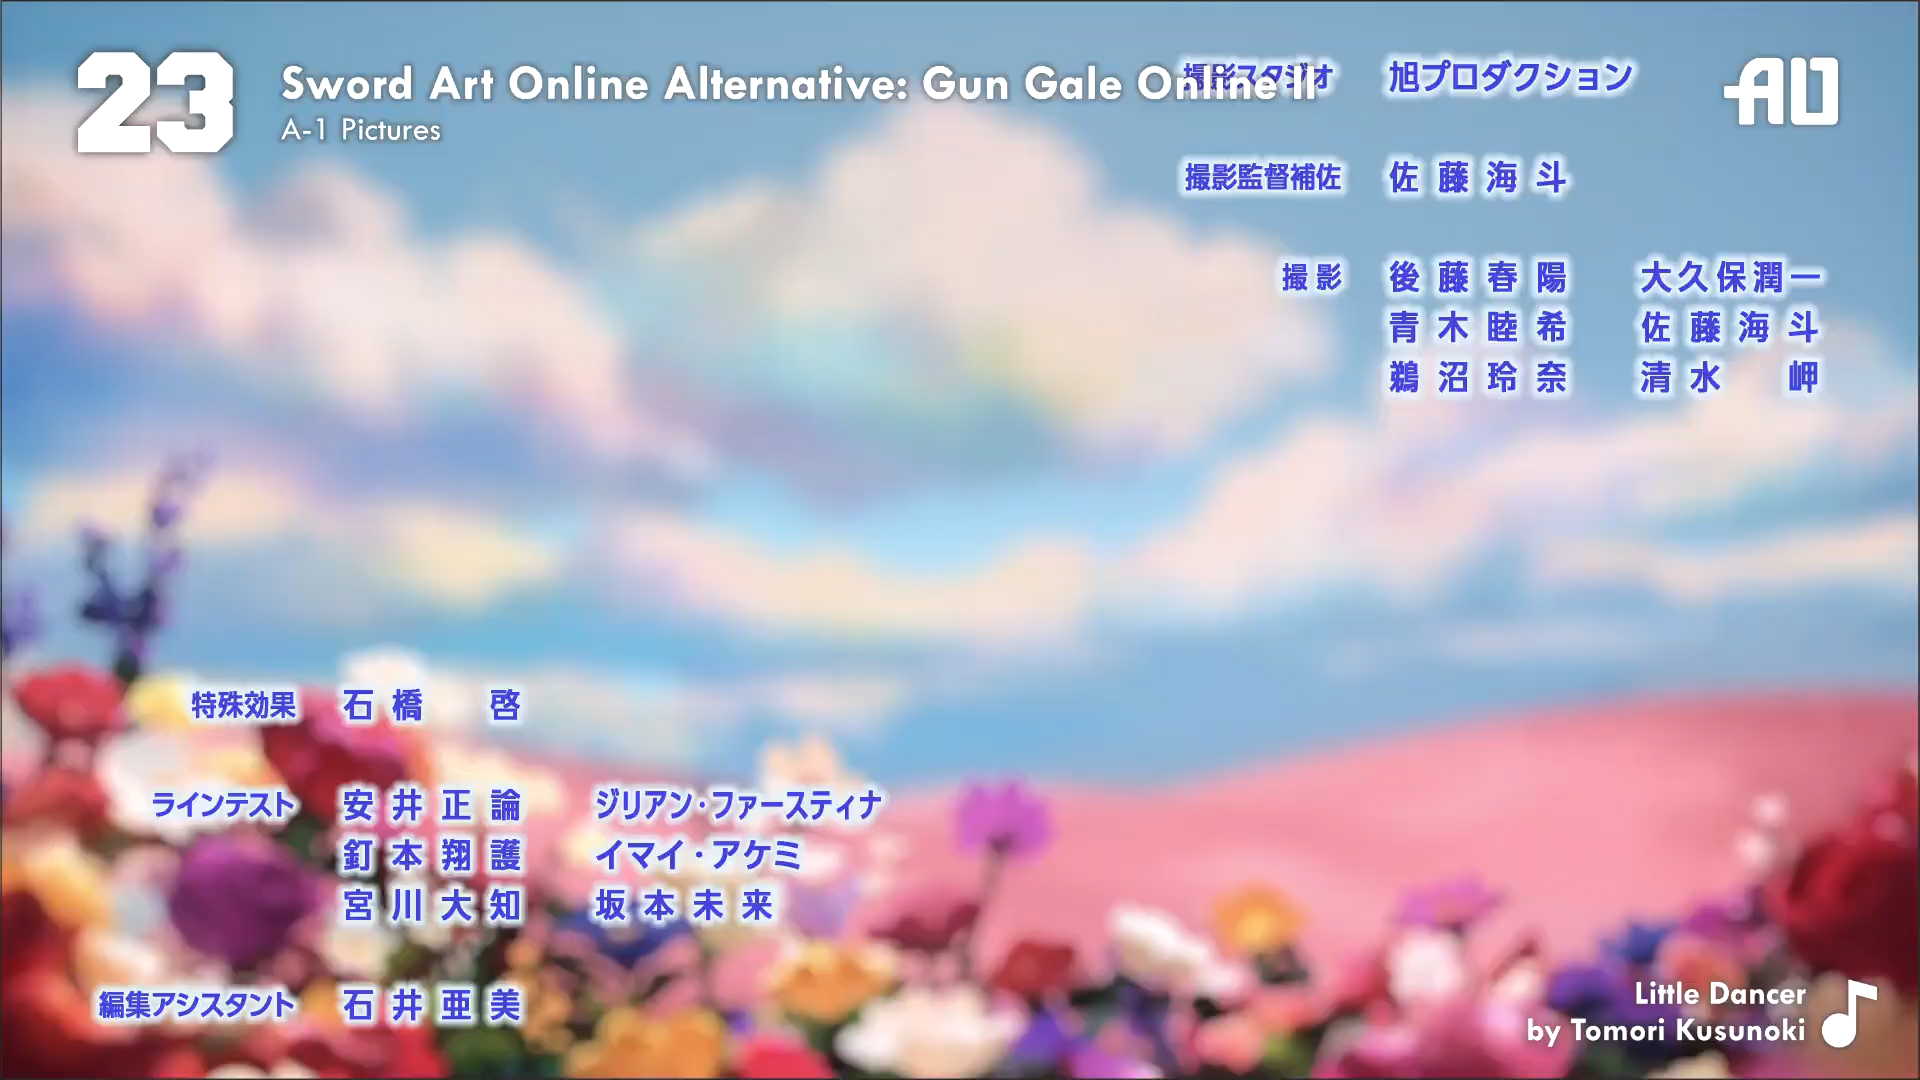 23
Sword Art Online Alternative: Gun Gale Online II
A-1 Pictures
撮影スタジオ 旭プロダクション
AU
撮影監督補佐 佐藤海斗
撮影 後藤春陽 大久保潤一
青木睦希 佐藤海斗
鵜沼玲奈 清水岬
特殊効果 石橋啓
ラインテスト 安井正論 ジリアン・ファースティナ
釘本翔護 イマイ・アケミ
宮川大知 坂本未来
編集アシスタント 石井亜美
Little Dancer
by Tomori Kusunoki